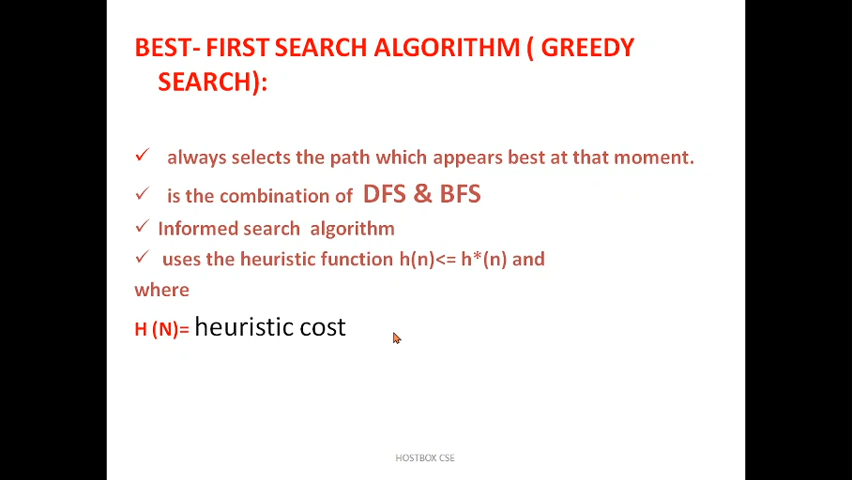 BEST- FIRST SEARCH ALGORITHM ( GREEDY
SEARCH):
✓ always selects the path which appears best at that moment.
✓ is the combination of DFS & BFS
✓ Informed search algorithm
✓ uses the heuristic function h(n)<= h*(n) and
where
H (N)= heuristic cost
HOSTBOX CSE